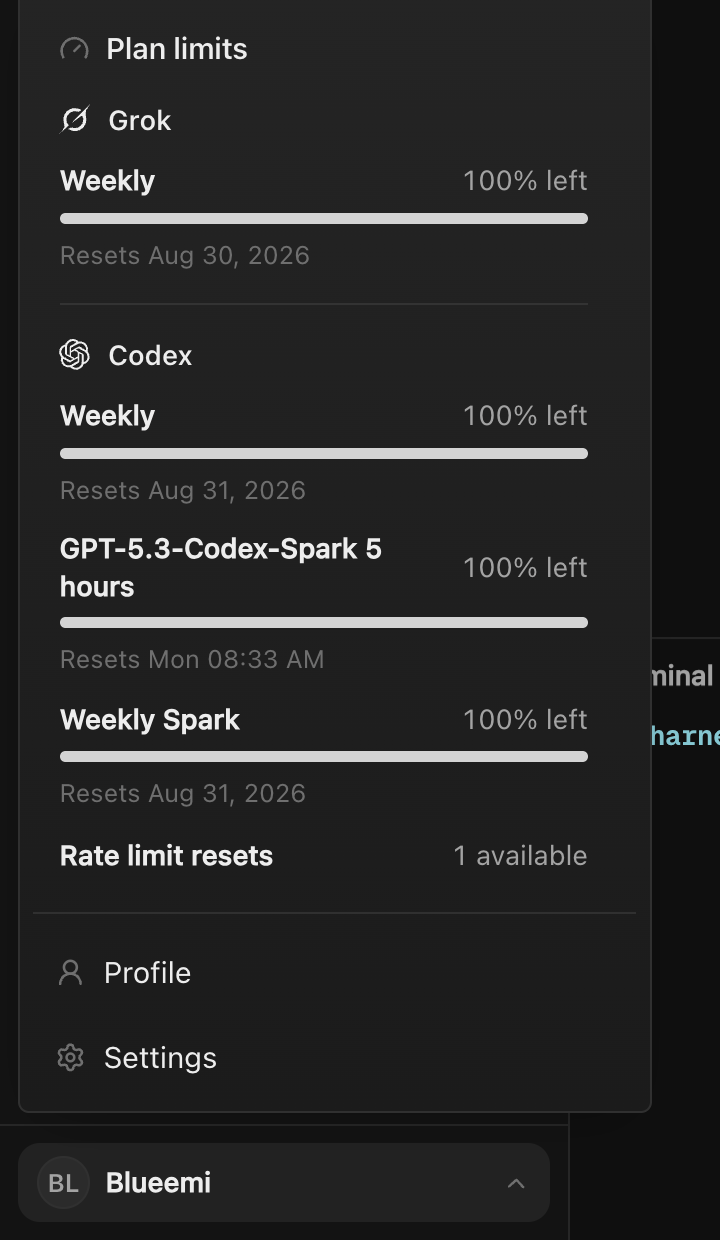 Plan limits
Grok
Weekly 100% left
Resets Aug 30, 2026
Codex
Weekly 100% left
Resets Aug 31, 2026
GPT-5.3-Codex-Spark 5
hours
100% left
Resets Mon 08:33 AM
Weekly Spark 100% left
Resets Aug 31, 2026
Rate limit resets 1 available
Profile
Settings
BL Blueemi
minal
harne